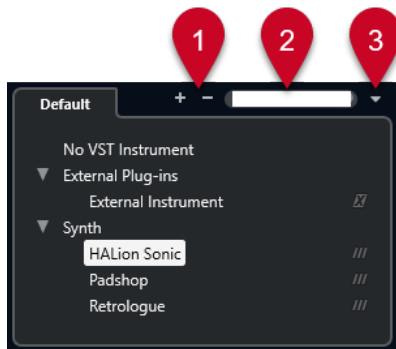 1 2 3
Default + −
No VST Instrument
External Plug-ins
External Instrument
Synth
HALion Sonic
Padshop
Retrologue